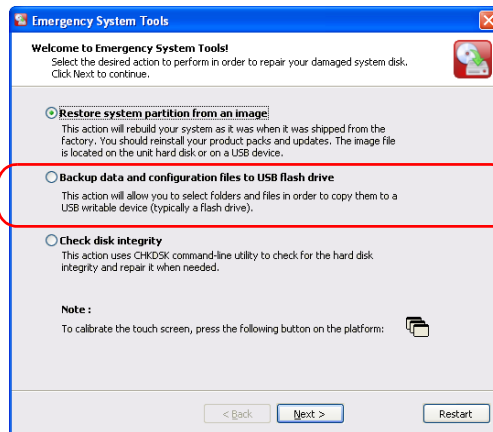 Emergency System Tools
Welcome to Emergency System Tools!
Select the desired action to perform in order to repair your damaged system disk.
Click Next to continue.
Restore system partition from an image
This action will rebuild your system as it was when it was shipped from the
factory. You should reinstall your product packs and updates. The image file
is located on the unit hard disk or on a USB device.
Backup data and configuration files to USB flash drive
This action will allow you to select folders and files in order to copy them to a
USB writable device (typically a flash drive).
Check disk integrity
This action uses CHKDSK command-line utility to check for the hard disk
integrity and repair it when needed.
Note :
To calibrate the touch screen, press the following button on the platform:
< Back
Next >
Restart